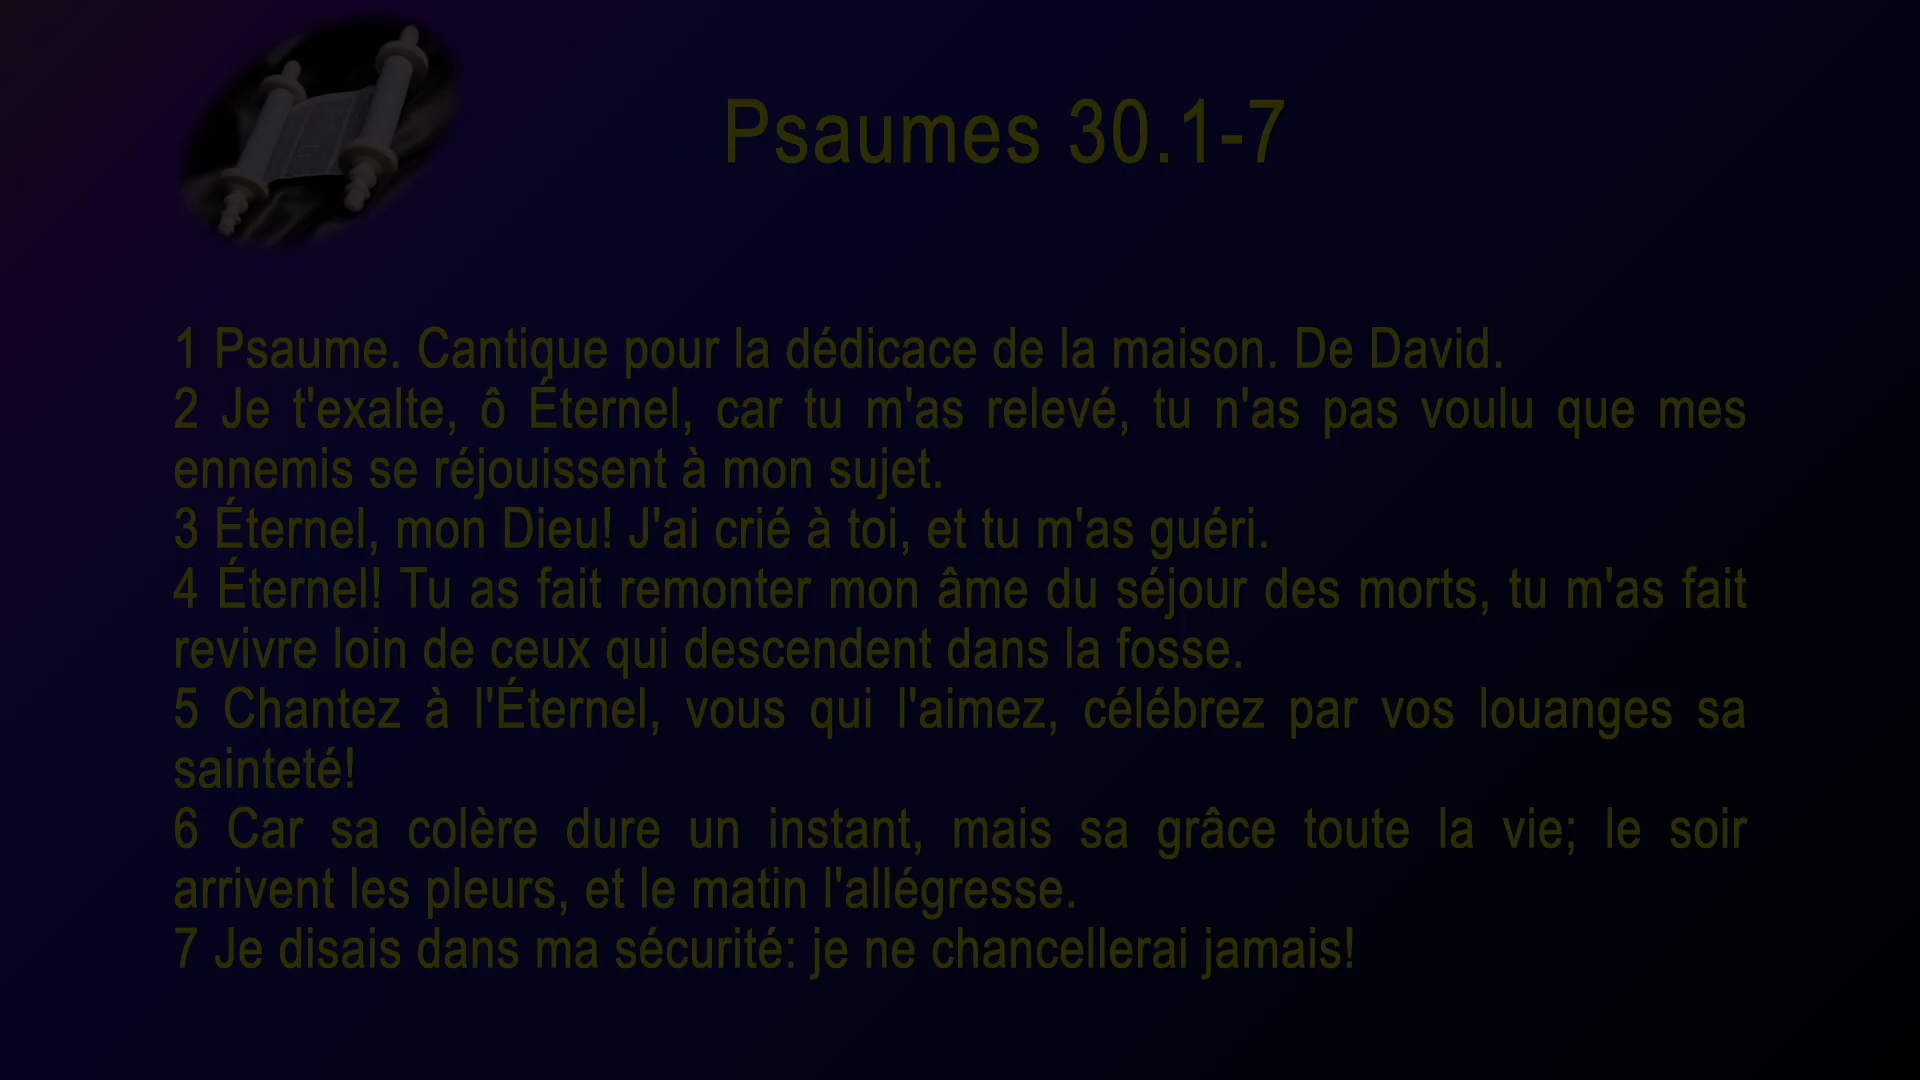 Psaumes 30.1-7
1 Psaume. Cantique pour la dédicace de la maison. De David.
2 Je t'exalte, ô Éternel, car tu m'as relevé, tu n'as pas voulu que mes
ennemis se réjouissent à mon sujet.
3 Éternel, mon Dieu! J'ai crié à toi, et tu m'as guéri.
4 Éternel! Tu as fait remonter mon âme du séjour des morts, tu m'as fait
revivre loin de ceux qui descendent dans la fosse.
5 Chantez à l'Éternel, vous qui l'aimez, célébrez par vos louanges sa
sainteté!
6 Car sa colère dure un instant, mais sa grâce toute la vie; le soir
arrivent les pleurs, et le matin l'allégresse.
7 Je disais dans ma sécurité: je ne chancellerai jamais!